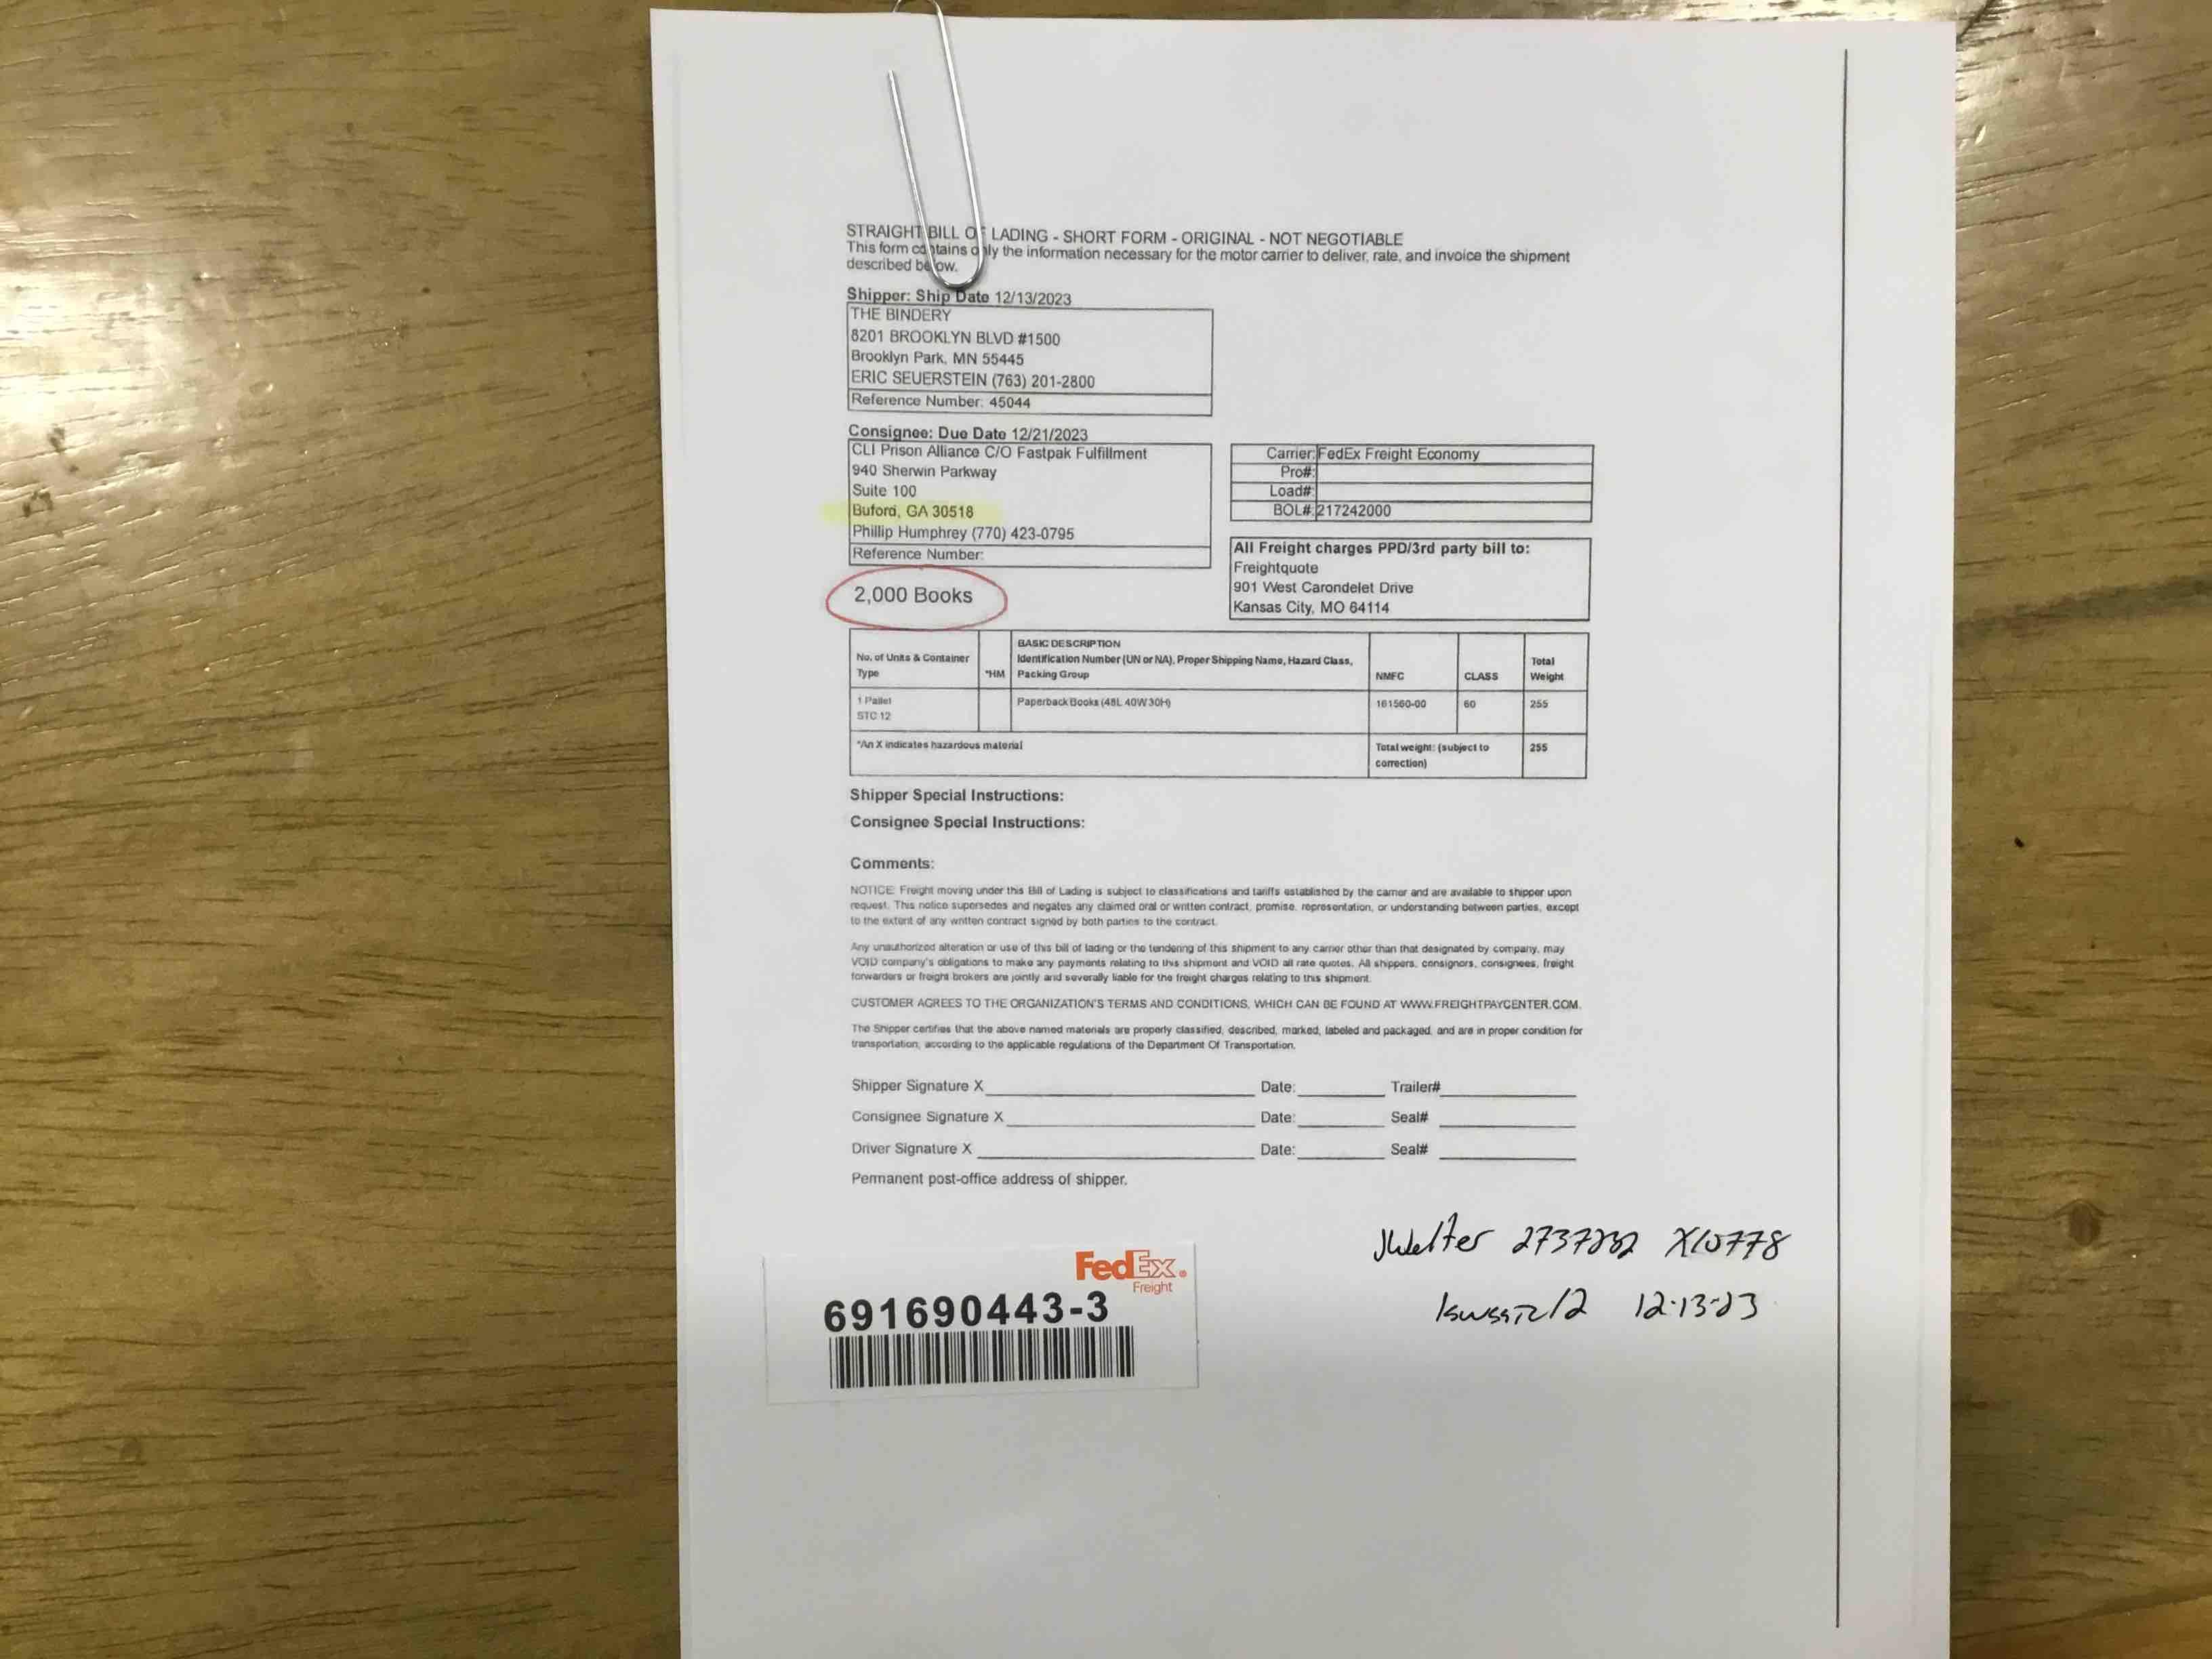 STRAIGHT BILL OF LADING - SHORT FORM - ORIGINAL - NOT NEGOTIABLE
This form contains only the information necessary for the motor carrier to deliver, rate, and invoice the shipment
described below.
Shipper: Ship Date 12/13/2023
THE BINDERY
8201 BROOKLYN BLVD #1500
Brooklyn Park, MN 55445
ERIC SEUERSTEIN (763) 201-2800
Reference Number: 45044
Consignee: Due Date 12/21/2023
CLI Prison Alliance C/O Fastpak Fulfillment
940 Sherwin Parkway
Suite 100
Buford, GA 30518
Phillip Humphrey (770) 423-0795
Reference Number:
Carrier: FedEx Freight Economy
Pro#:
Load#:
BOL#: 217242000
All Freight charges PPD/3rd party bill to:
Freightquote
901 West Carondelet Drive
Kansas City, MO 64114
2,000 Books
No. of Units & Container
Type
*HM
BASIC DESCRIPTION
Identification Number (UN or NA), Proper Shipping Name, Hazard Class,
Packing Group
NMFC
CLASS
Total
Weight
1 Pallet
STC 12
Paperback Books (48L 40W 30H)
161560-00
60
255
*An X indicates hazardous material
Total weight: (subject to
correction)
255
Shipper Special Instructions:
Consignee Special Instructions:
Comments:
NOTICE: Freight moving under this Bill of Lading is subject to classifications and tariffs established by the carrier and are available to shipper upon
request. This notice supersedes and negates any claimed oral or written contract, promise, representation, or understanding between parties, except
to the extent of any written contract signed by both parties to the contract.
Any unauthorized alteration or use of this bill of lading or the tendering of this shipment to any carrier other than that designated by company, may
VOID company's obligations to make any payments relating to this shipment and VOID all rate quotes. All shippers, consignors, consignees, freight
forwarders or freight brokers are jointly and severally liable for the freight charges relating to this shipment.
CUSTOMER AGREES TO THE ORGANIZATION'S TERMS AND CONDITIONS, WHICH CAN BE FOUND AT WWW.FREIGHTPAYCENTER.COM.
The Shipper certifies that the above named materials are properly classified, described, marked, labeled and packaged, and are in proper condition for
transportation, according to the applicable regulations of the Department Of Transportation.
Shipper Signature X Date: Trailer#
Consignee Signature X Date: Seal#
Driver Signature X Date: Seal#
Permanent post-office address of shipper.
JWelter
12-13-23
FedEx®
Freight
691690443-3